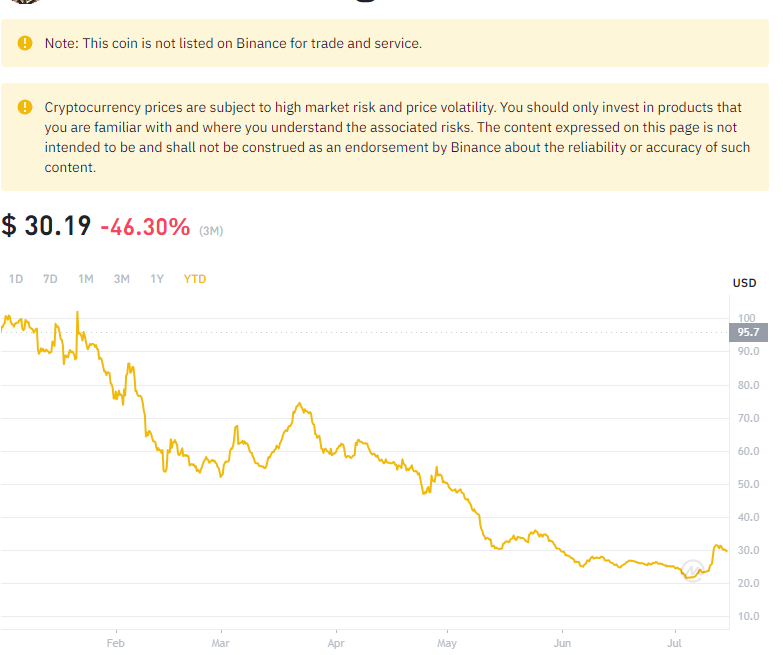 Note: This coin is not listed on Binance for trade and service.
Cryptocurrency prices are subject to high market risk and price volatility. You should only invest in products that
you are familiar with and where you understand the associated risks. The content expressed on this page is not
intended to be and shall not be construed as an endorsement by Binance about the reliability or accuracy of such
content.
$ 30.19 -46.30% (3M)
1D 7D 1M 3M 1Y YTD
USD
100
95.7
90.0
80.0
70.0
60.0
50.0
40.0
30.0
20.0
10.0
Feb Mar Apr May Jun Jul